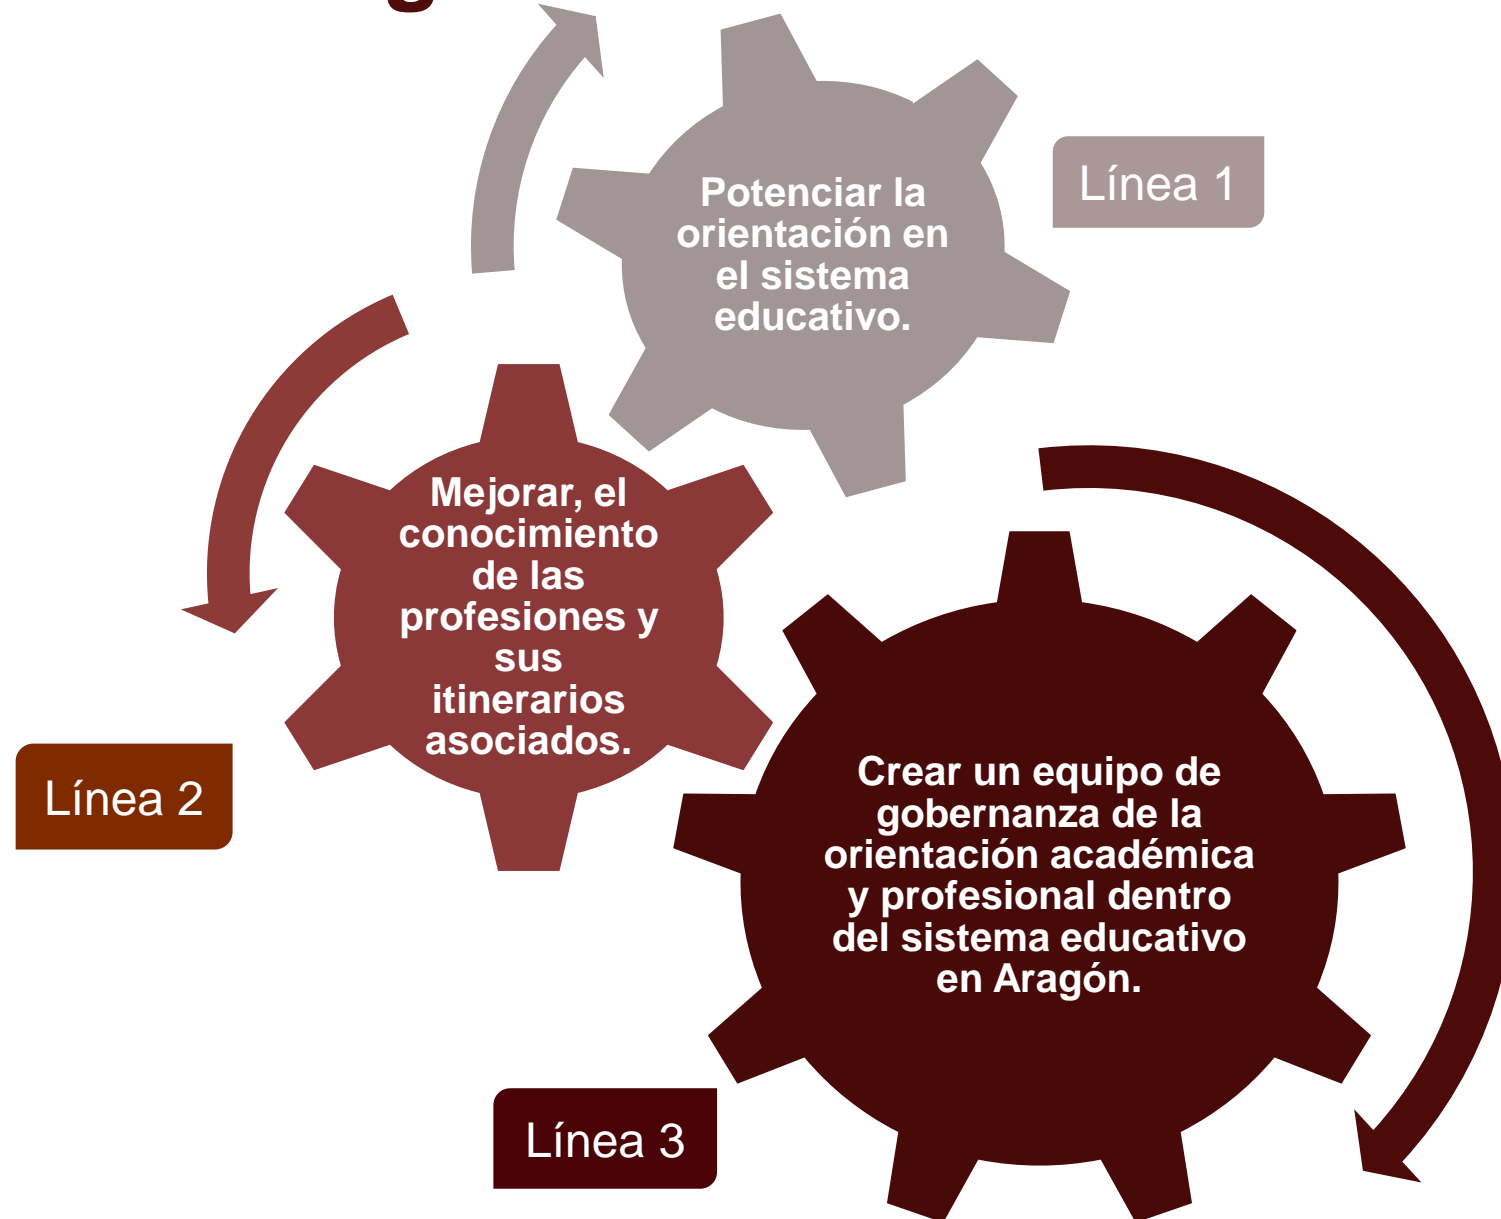 Potenciar la
orientación en
el sistema
educativo.
Línea 1
Mejorar, el
conocimiento
de las
profesiones y
sus
itinerarios
asociados.
Línea 2
Crear un equipo de
gobernanza de la
orientación académica
y profesional dentro
del sistema educativo
en Aragón.
Línea 3